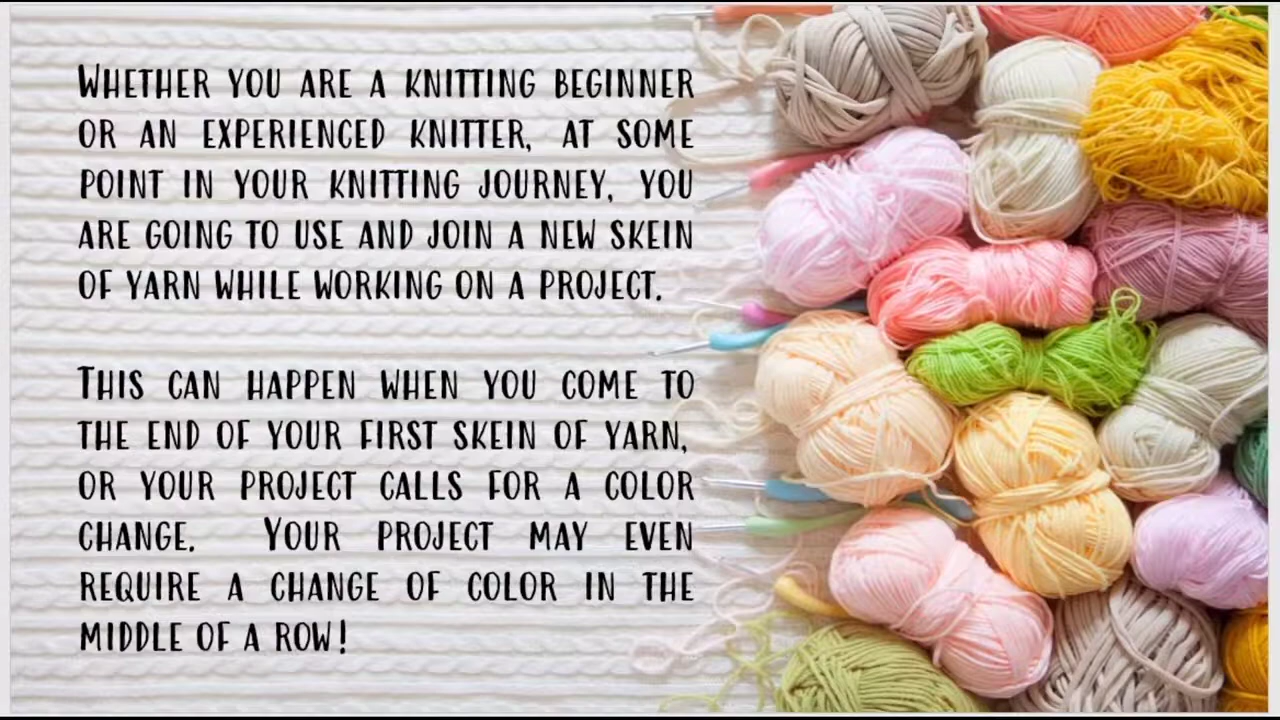 Whether you are a knitting beginner
or an experienced knitter, at some
point in your knitting journey, you
are going to use and join a new skein
of yarn while working on a project.
This can happen when you come to
the end of your first skein of yarn,
or your project calls for a color
change. Your project may even
require a change of color in the
middle of a row!